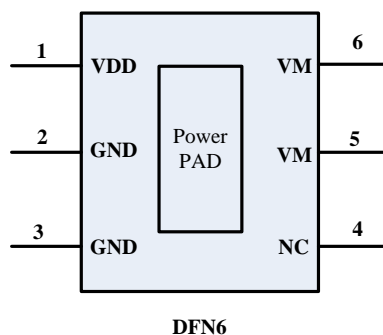 1 VDD VM 6
2 GND Power PAD VM 5
3 GND NC 4
DFN6